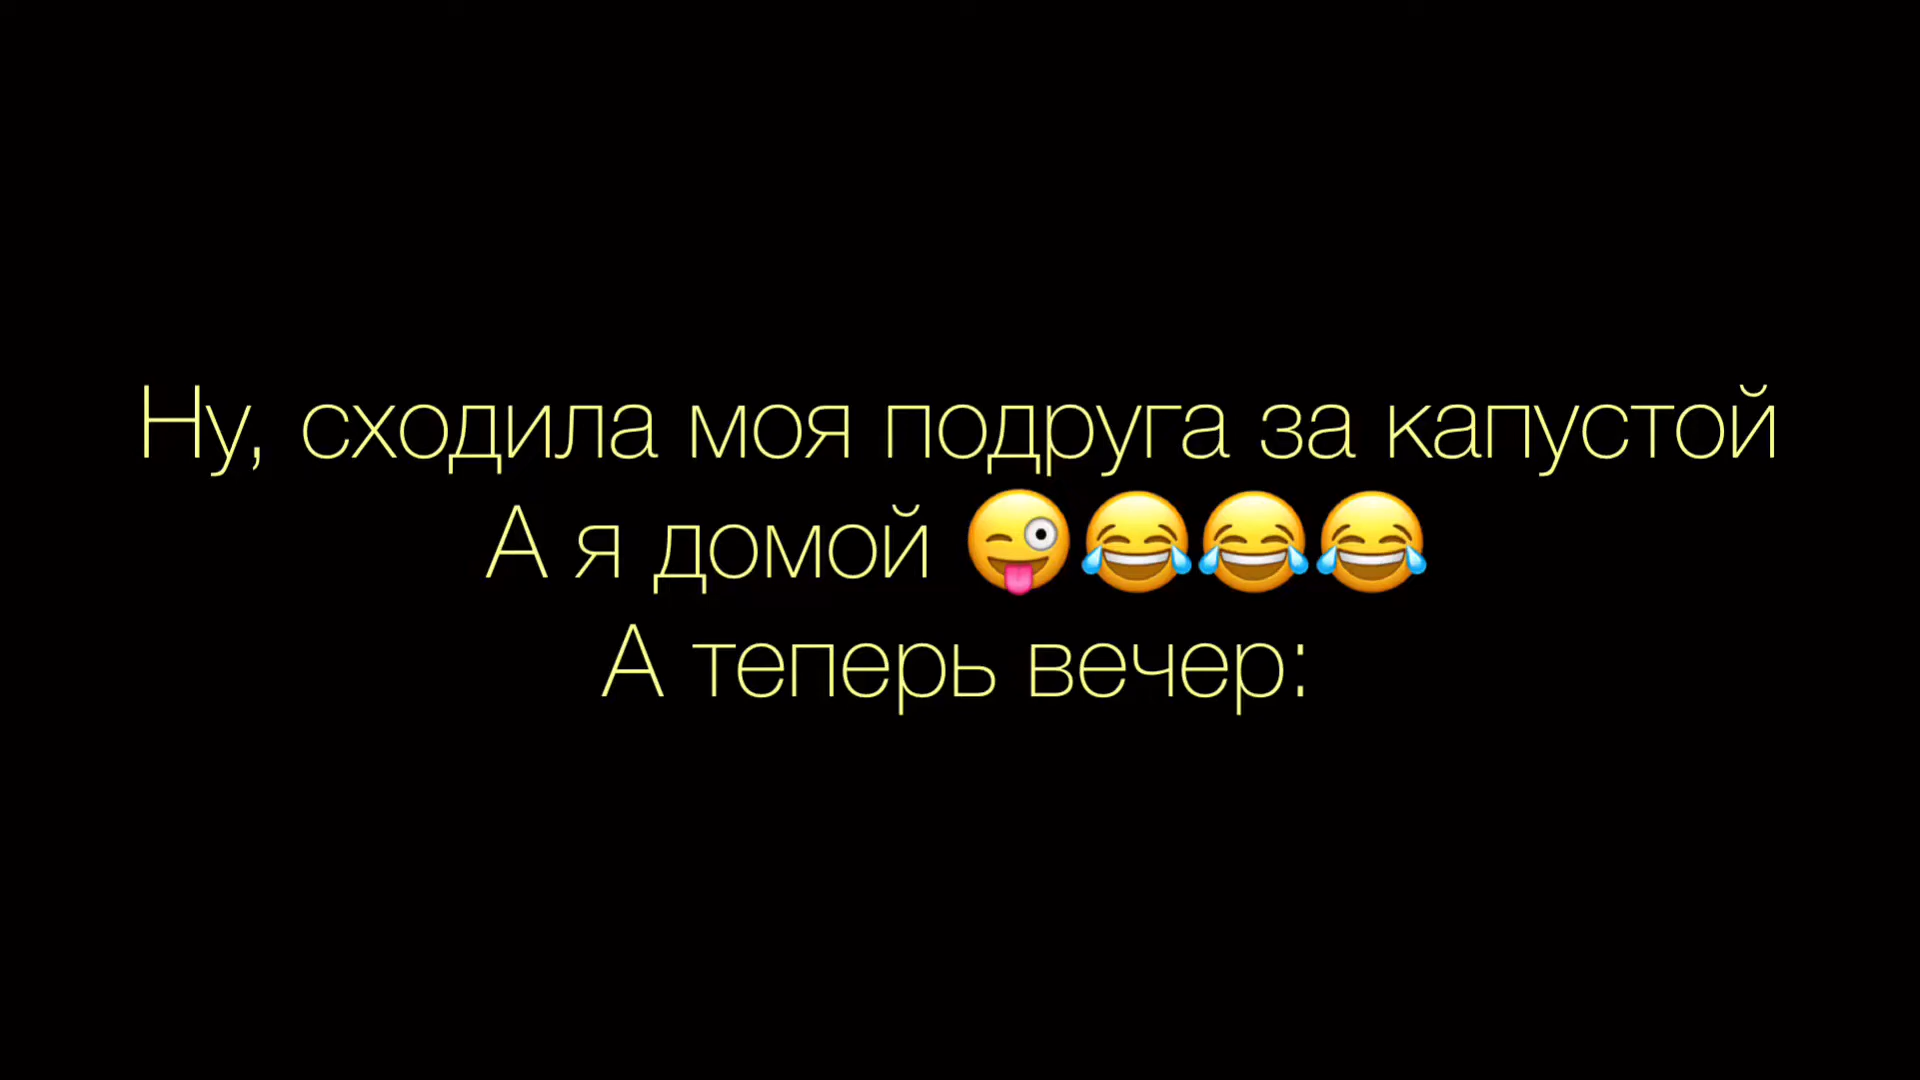 Ну, сходила моя подруга за капустой
А я домой 😜😂😂😂
А теперь вечер: